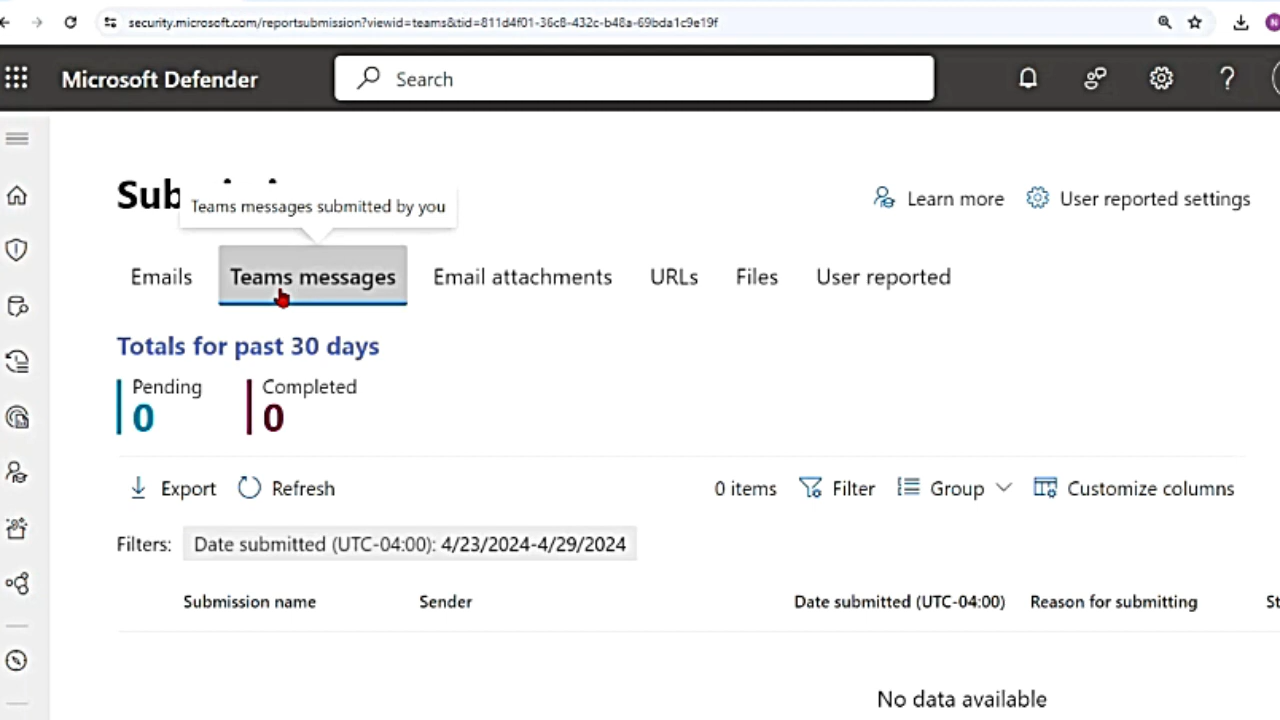 security.microsoft.com/reportsubmission?viewid=teams&tid=811d4f01-36c8-432c-b48a-69bda1c9e19f
Microsoft Defender
Search
?
Teams messages submitted by you
Learn more
User reported settings
Emails
Teams messages
Email attachments
URLs
Files
User reported
Totals for past 30 days
Pending
0
Completed
0
Export
Refresh
0 items
Filter
Group
Customize columns
Filters:
Date submitted (UTC-04:00): 4/23/2024-4/29/2024
Submission name
Sender
Date submitted (UTC-04:00)
Reason for submitting
No data available